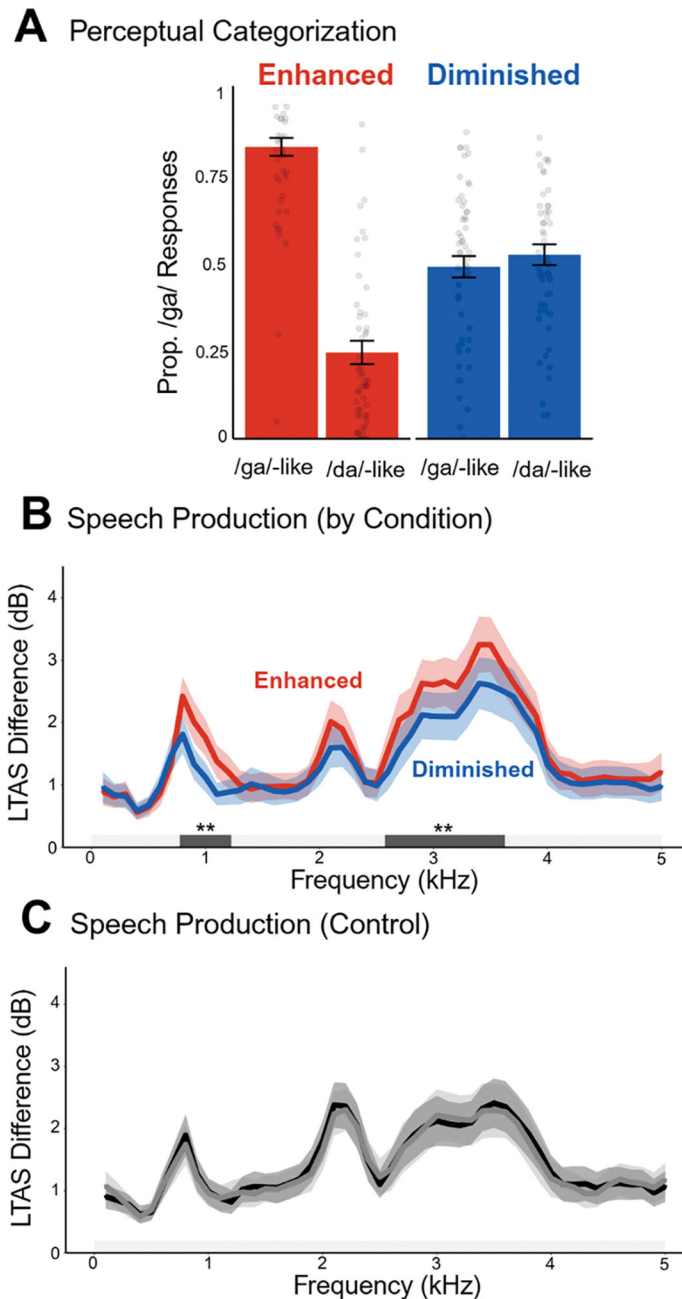 A Perceptual Categorization
Enhanced Diminished
Prop. /ga/ Responses
1
0.75
0.5
0.25
0
/ga/-like /da/-like /ga/-like /da/-like
B Speech Production (by Condition)
LTAS Difference (dB)
4
3
2
1
0
Enhanced
Diminished
** **
0 1 2 3 4 5
Frequency (kHz)
C Speech Production (Control)
LTAS Difference (dB)
4
3
2
1
0
0 1 2 3 4 5
Frequency (kHz)